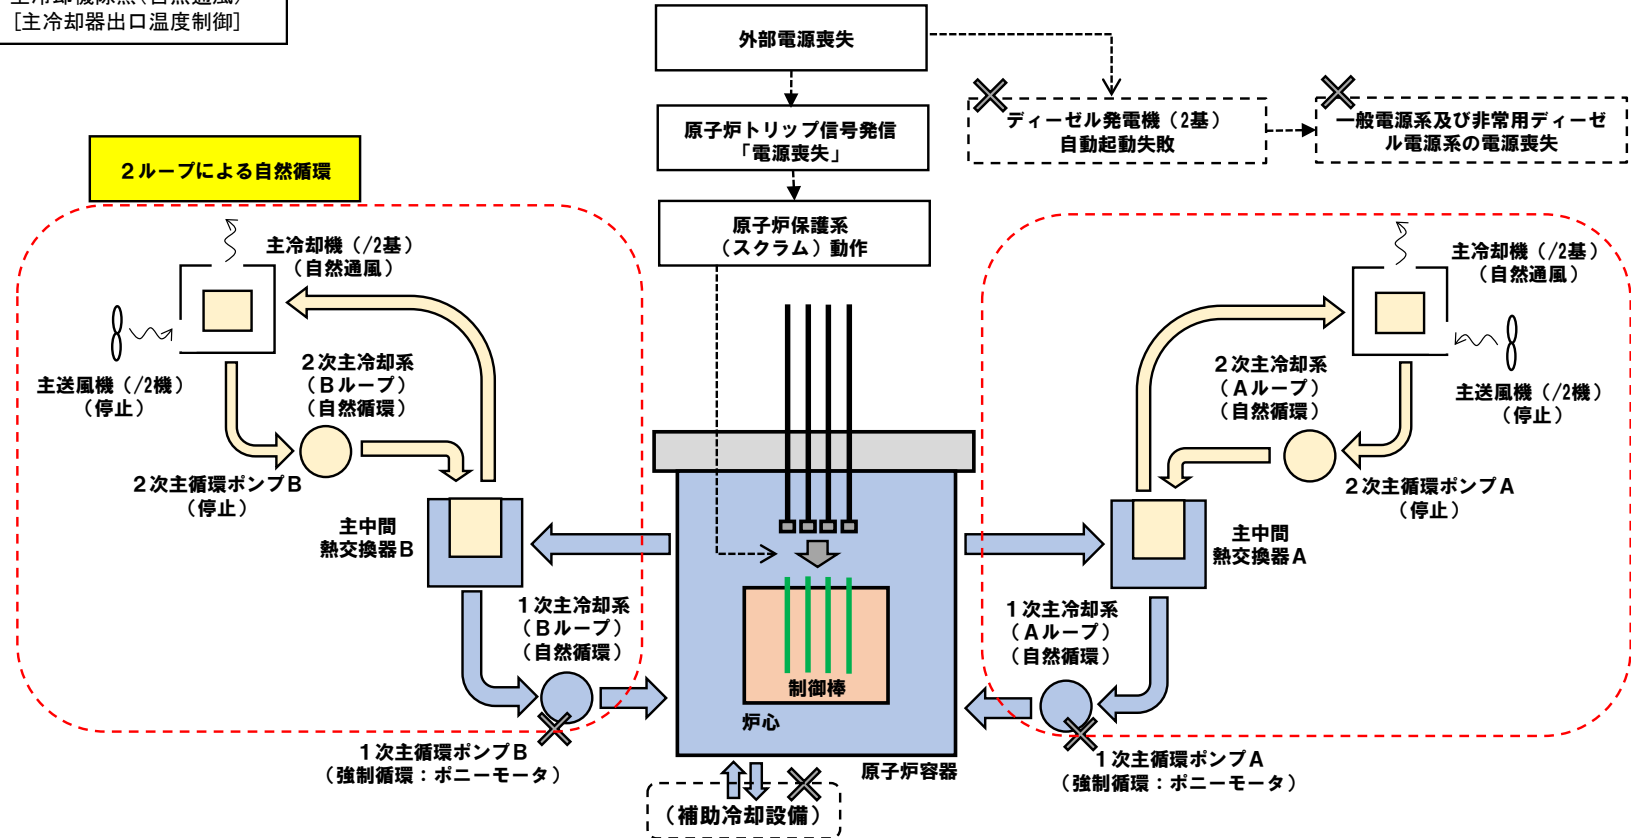 [主冷却器出口温度制御]
外部電源喪失
原子炉トリップ信号発信
「電源喪失」
原子炉保護系
(スクラム)動作
ディーゼル発電機(2基)
自動起動失敗
一般電源系及び非常用ディーゼ
ル電源系の電源喪失
2ループによる自然循環
主冷却機(/2基)
(自然通風)
主送風機(/2機)
(停止)
2次主冷却系
(Bループ)
(自然循環)
2次主循環ポンプB
(停止)
主中間
熱交換器B
1次主冷却系
(Bループ)
(自然循環)
1次主循環ポンプB
(強制循環:ポニーモータ)
制御棒
炉心
原子炉容器
(補助冷却設備)
主冷却機(/2基)
(自然通風)
主送風機(/2機)
(停止)
2次主冷却系
(Aループ)
(自然循環)
2次主循環ポンプA
(停止)
主中間
熱交換器A
1次主冷却系
(Aループ)
(自然循環)
1次主循環ポンプA
(強制循環:ポニーモータ)